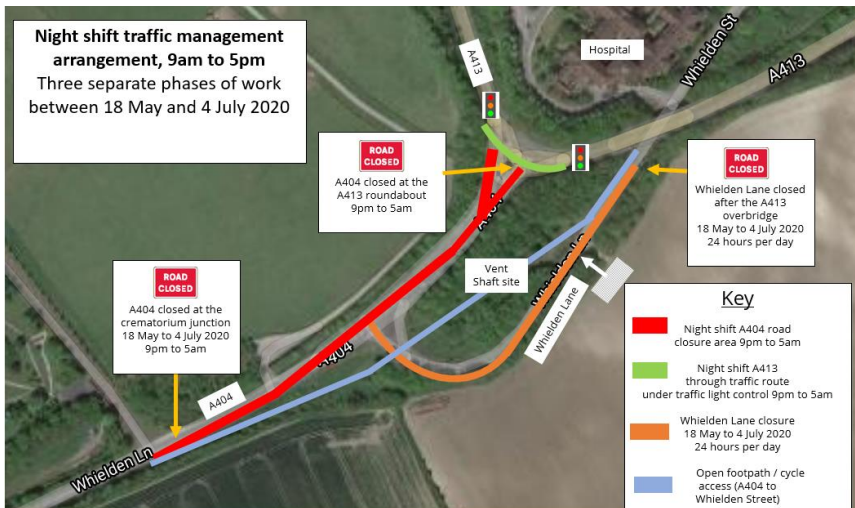 Night shift traffic management
arrangement, 9am to 5pm
Three separate phases of work
between 18 May and 4 July 2020
A413
Hospital
Whielden St
A413
ROAD
CLOSED
A404 closed at the
A413 roundabout
9pm to 5am
ROAD
CLOSED
Whielden Lane closed
after the A413
overbridge
18 May to 4 July 2020
24 hours per day
A404
Vent
Shaft site
Whielden Ln
Whielden Lane
ROAD
CLOSED
A404 closed at the
crematorium junction
18 May to 4 July 2020
9pm to 5am
A404
A404
Whielden Ln
Key
Night shift A404 road
closure area 9pm to 5am
Night shift A413
through traffic route
under traffic light control 9pm to 5am
Whielden Lane closure
18 May to 4 July 2020
24 hours per day
Open footpath / cycle
access (A404 to
Whielden Street)